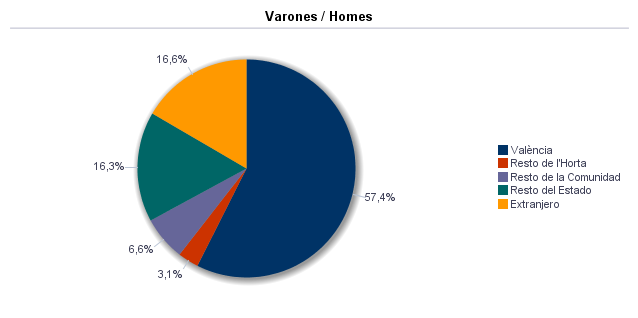 Varones / Homes
16,6%
16,3%
6,6%
3,1%
57,4%
València
Resto de l'Horta
Resto de la Comunidad
Resto del Estado
Extranjero